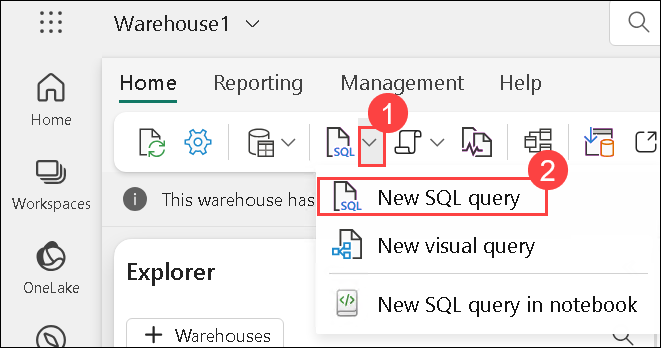 Warehouse1
Home Reporting Management Help
1
SQL
2
This warehouse has
SQL New SQL query
New visual query
New SQL query in notebook
Home
Workspaces
OneLake
Explorer
+ Warehouses